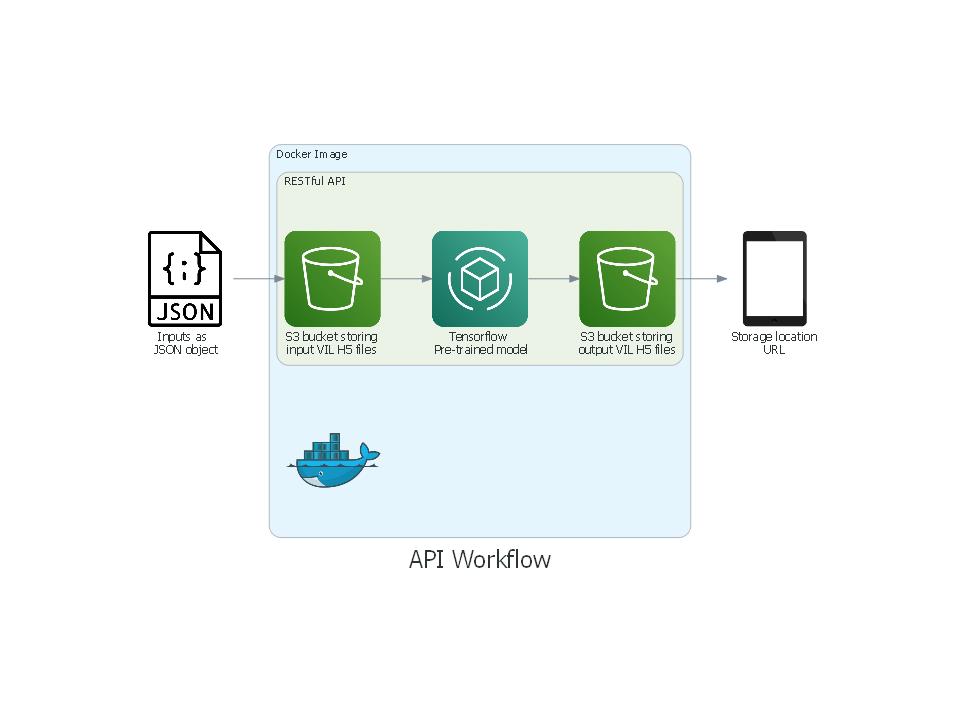 Docker Image
RESTful API
{;}
JSON
Inputs as
JSON object
S3 bucket storing
input VIL H5 files
Tensorflow
Pre-trained model
S3 bucket storing
output VIL H5 files
Storage location
URL
API Workflow